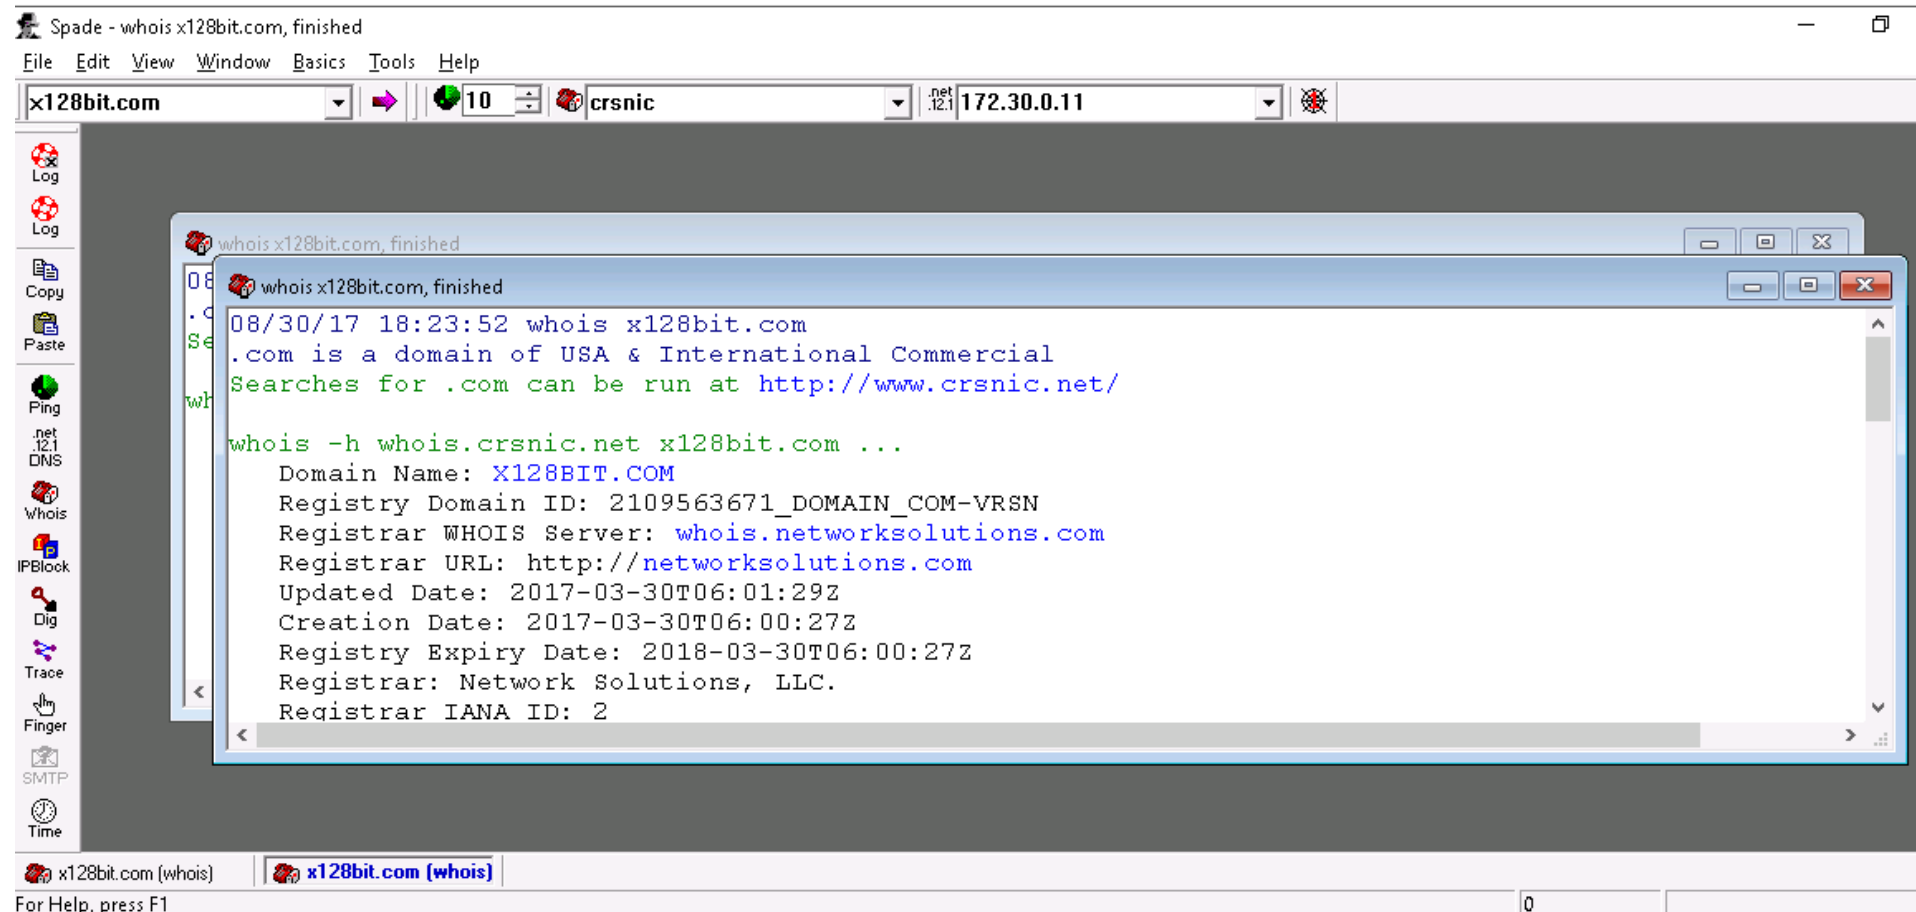 Spade - whois x128bit.com, finished
File Edit View Window Basics Tools Help
x128bit.com 10 crsnic .net .12.1 172.30.0.11
Log
Log
Copy
Paste
Ping
.net
.12.1
DNS
Whois
IPBlock
Dig
Trace
Finger
SMTP
Time
whois x128bit.com, finished
08
.c
Se
wh
whois x128bit.com, finished
08/30/17 18:23:52 whois x128bit.com
.com is a domain of USA & International Commercial
Searches for .com can be run at http://www.crsnic.net/
whois -h whois.crsnic.net x128bit.com ...
Domain Name: X128BIT.COM
Registry Domain ID: 2109563671_DOMAIN_COM-VRSN
Registrar WHOIS Server: whois.networksolutions.com
Registrar URL: http://networksolutions.com
Updated Date: 2017-03-30T06:01:29Z
Creation Date: 2017-03-30T06:00:27Z
Registry Expiry Date: 2018-03-30T06:00:27Z
Registrar: Network Solutions, LLC.
Registrar IANA ID: 2
x128bit.com (whois) x128bit.com (whois)
For Help, press F1 0